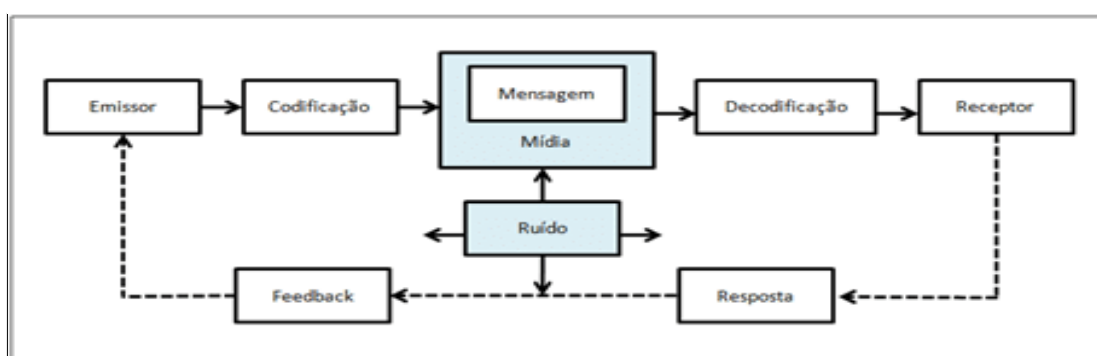 Emissor
Codificação
Mensagem
Mídia
Decodificação
Receptor
Ruído
Feedback
Resposta